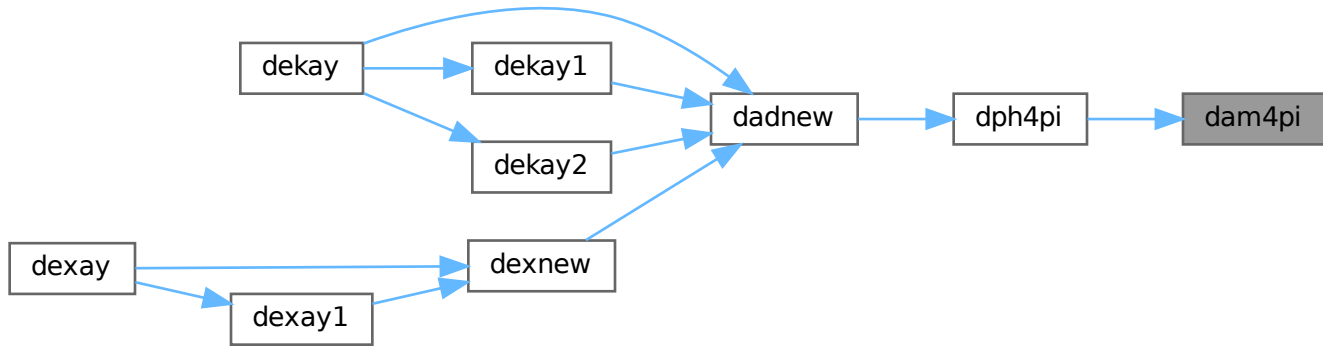 dekay
dekay1
dadnew
dph4pi
dam4pi
dekay2
dexay
dexnew
dexay1